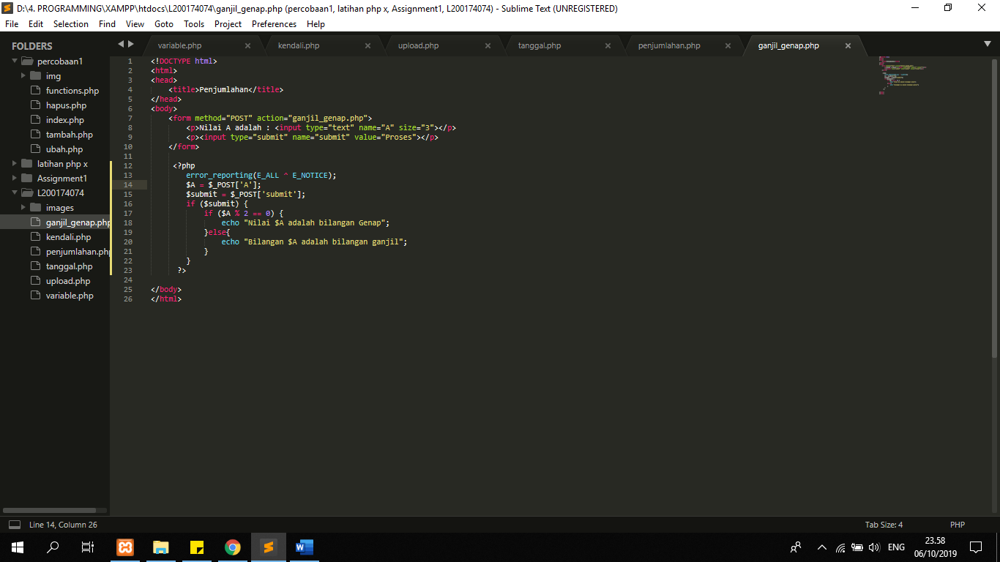 D:\4. PROGRAMMING\XAMPP\htdocs\L200174074\ganjil_genap.php (percobaan1, latihan php x, Assignment1, L200174074) - Sublime Text (UNREGISTERED)
File Edit Selection Find View Goto Tools Project Preferences Help
FOLDERS
percobaan1
img
functions.php
hapus.php
index.php
tambah.php
ubah.php
latihan php x
Assignment1
L200174074
images
ganjil_genap.php
kendali.php
penjumlahan.php
tanggal.php
upload.php
variable.php
variable.php kendali.php upload.php tanggal.php penjumlahan.php ganjil_genap.php
1 <!DOCTYPE html>
2 <html>
3 <head>
4 <title>Penjumlahan</title>
5 </head>
6 <body>
7 <form method="POST" action="ganjil_genap.php">
8 <p>Nilai A adalah : <input type="text" name="A" size="3"></p>
9 <p><input type="submit" name="submit" value="Proses"></p>
10 </form>
11
12 <?php
13 error_reporting(E_ALL ^ E_NOTICE);
14 $A = $_POST['A'];
15 $submit = $_POST['submit'];
16 if ($submit) {
17 if ($A % 2 == 0) {
18 echo "Nilai $A adalah bilangan Genap";
19 }else{
20 echo "Bilangan $A adalah bilangan ganjil";
21 }
22 }
23 ?>
24
25 </body>
26 </html>
Line 14, Column 26 Tab Size: 4 PHP
ENG 23.58
06/10/2019